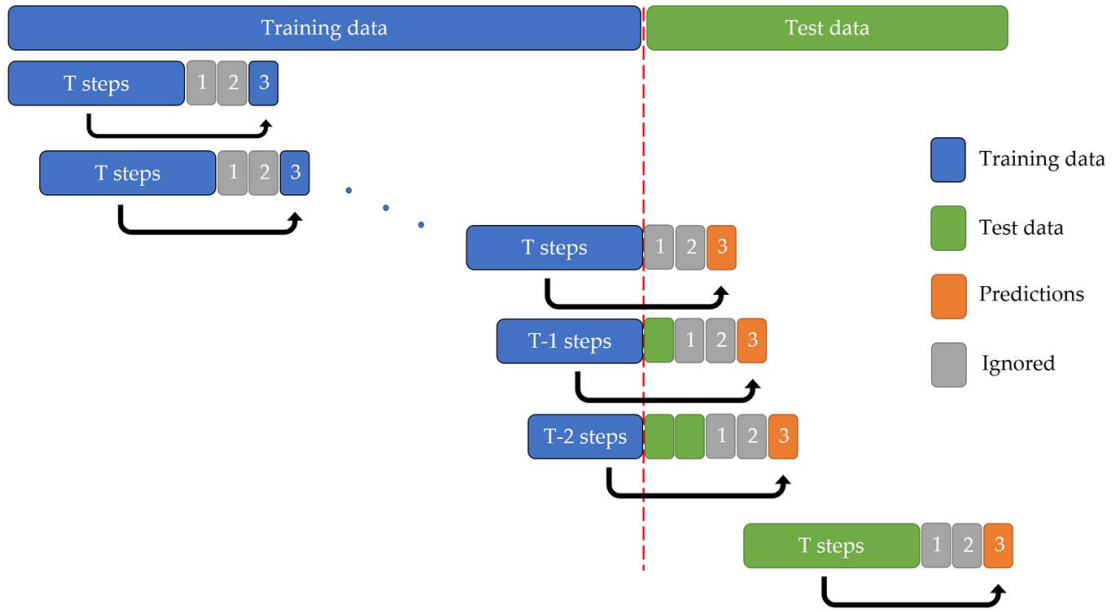 Training data
Test data
T steps 1 2 3
T steps 1 2 3
T steps 1 2 3
T-1 steps 1 2 3
T-2 steps 1 2 3
T steps 1 2 3
Training data
Test data
Predictions
Ignored